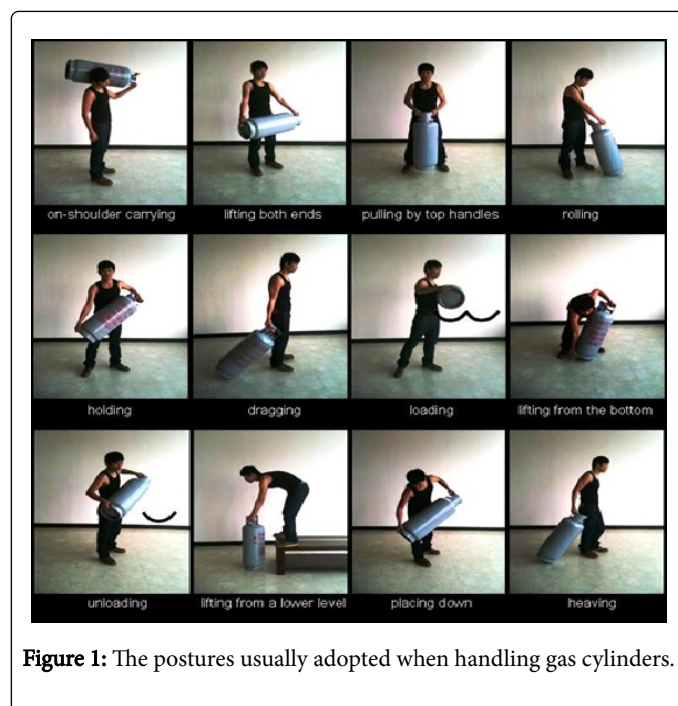 on-shoulder carrying
lifting both ends
pulling by top handles
rolling
holding
dragging
loading
lifting from the bottom
unloading
lifting from a lower level
placing down
heaving
Figure 1: The postures usually adopted when handling gas cylinders.